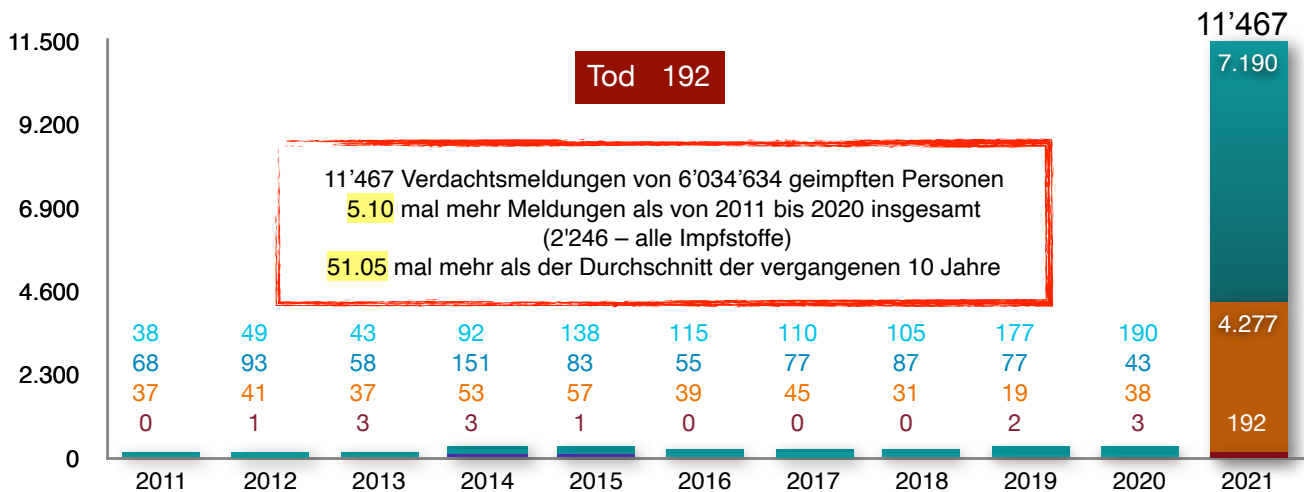 11'467
11.500
7.190
Tod 192
9.200
11'467 Verdachtsmeldungen von 6'034'634 geimpften Personen
6.900
5.10 mal mehr Meldungen als von 2011 bis 2020 insgesamt
(2'246 – alle Impfstoffe)
51.05 mal mehr als der Durchschnitt der vergangenen 10 Jahre
4.600
38 49 43 92 138 115 110 105 177 190 4.277
68 93 58 151 83 55 77 87 77 43
2.300
37 41 37 53 57 39 45 31 19 38
0 1 3 3 1 0 0 0 2 3 192
0
2011 2012 2013 2014 2015 2016 2017 2018 2019 2020 2021